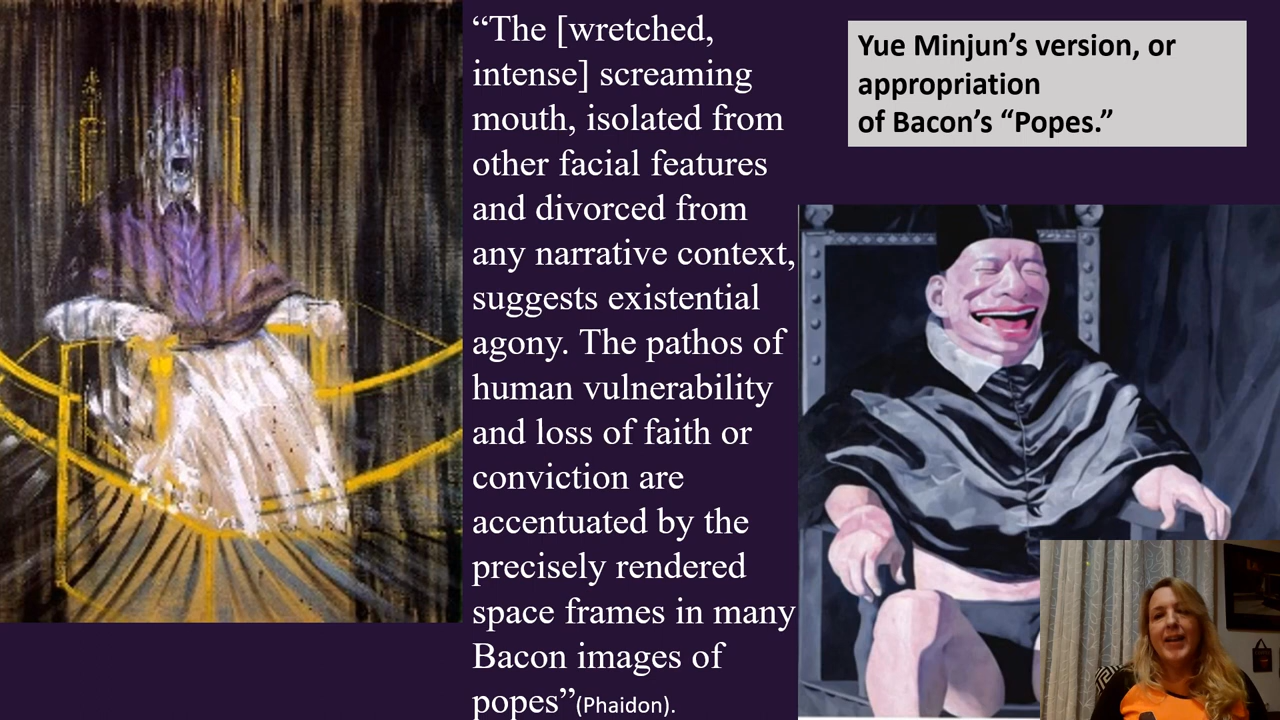 “The [wretched,
intense] screaming
mouth, isolated from
other facial features
and divorced from
any narrative context,
suggests existential
agony. The pathos of
human vulnerability
and loss of faith or
conviction are
accentuated by the
precisely rendered
space frames in many
Bacon images of
popes”(Phaidon).
Yue Minjun’s version, or
appropriation
of Bacon’s “Popes.”